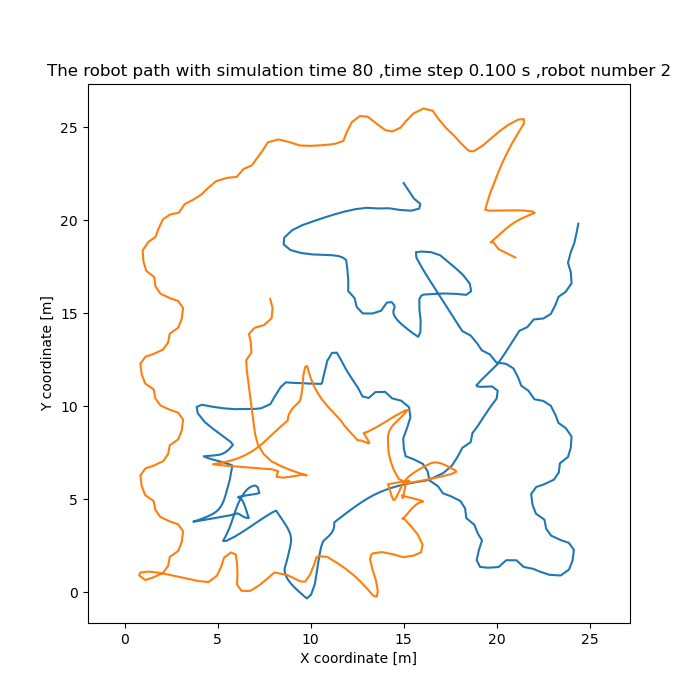 The robot path with simulation time 80 ,time step 0.100 s ,robot number 2
25
20
15
10
5
0
Y coordinate [m]
0 5 10 15 20 25
X coordinate [m]